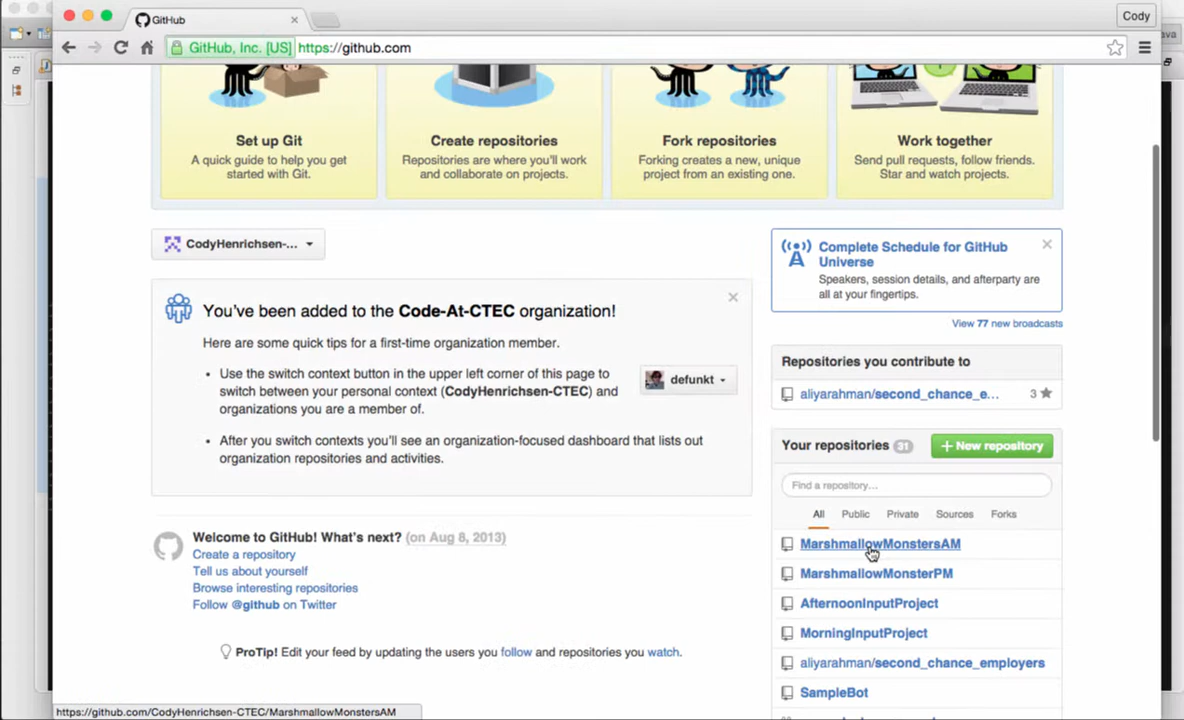 GitHub
Cody
GitHub, Inc. [US] https://github.com
Java
Set up Git
A quick guide to help you get
started with Git.
Create repositories
Repositories are where you'll work
and collaborate on projects.
Fork repositories
Forking creates a new, unique
project from an existing one.
Work together
Send pull requests, follow friends.
Star and watch projects.
CodyHenrichsen-...
You've been added to the Code-At-CTEC organization!
Here are some quick tips for a first-time organization member.
Use the switch context button in the upper left corner of this page to
switch between your personal context (CodyHenrichsen-CTEC) and
organizations you are a member of.
defunkt
After you switch contexts you'll see an organization-focused dashboard that lists out
organization repositories and activities.
Welcome to GitHub! What's next? (on Aug 8, 2013)
Create a repository
Tell us about yourself
Browse interesting repositories
Follow @github on Twitter
ProTip! Edit your feed by updating the users you follow and repositories you watch.
Complete Schedule for GitHub
Universe
Speakers, session details, and afterparty are
all at your fingertips.
View 77 new broadcasts
Repositories you contribute to
aliyarahman/second_chance_e... 3
Your repositories 31
New repository
Find a repository...
All Public Private Sources Forks
MarshmallowMonstersAM
MarshmallowMonsterPM
AfternoonInputProject
MorningInputProject
aliyarahman/second_chance_employers
SampleBot
https://github.com/CodyHenrichsen-CTEC/MarshmallowMonstersAM